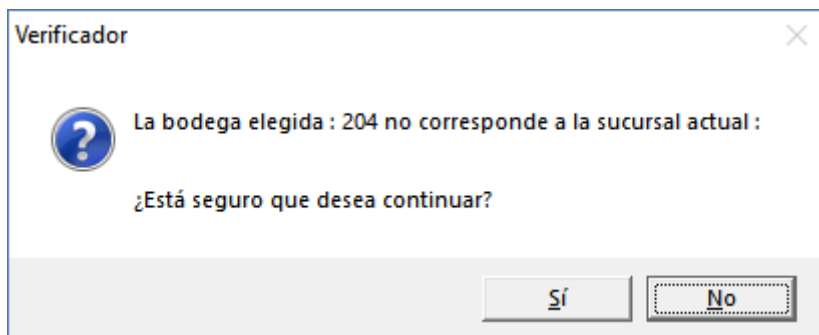 Verificador
La bodega elegida : 204 no corresponde a la sucursal actual :
¿Está seguro que desea continuar?
Sí
No